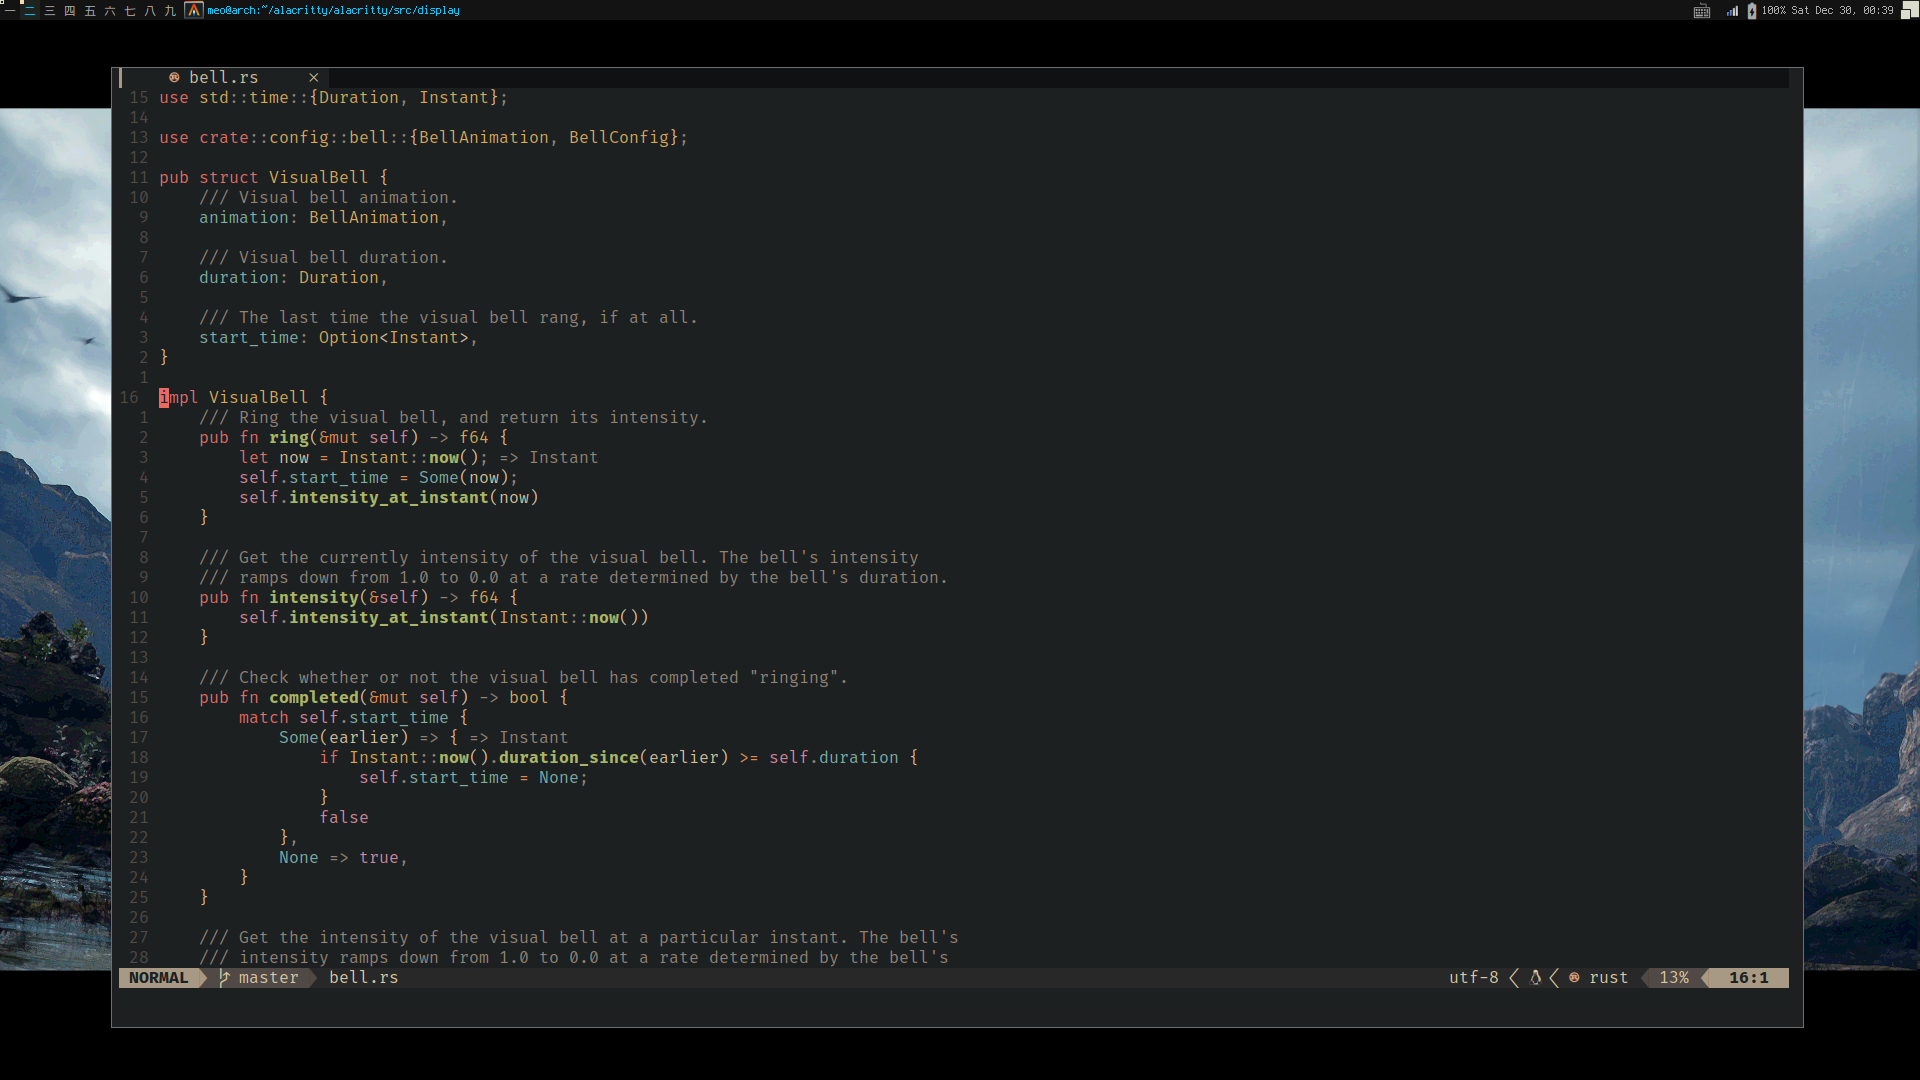 一 二 三 四 五 六 七 八 九 meo@arch:~/alacritty/alacritty/src/display 100% Sat Dec 30, 00:39
bell.rs ×
15 use std::time::{Duration, Instant};
14
13 use crate::config::bell::{BellAnimation, BellConfig};
12
11 pub struct VisualBell {
10     /// Visual bell animation.
9     animation: BellAnimation,
8
7     /// Visual bell duration.
6     duration: Duration,
5
4     /// The last time the visual bell rang, if at all.
3     start_time: Option<Instant>,
2 }
1
16 impl VisualBell {
1     /// Ring the visual bell, and return its intensity.
2     pub fn ring(&mut self) -> f64 {
3         let now = Instant::now(); => Instant
4         self.start_time = Some(now);
5         self.intensity_at_instant(now)
6     }
7
8     /// Get the currently intensity of the visual bell. The bell's intensity
9     /// ramps down from 1.0 to 0.0 at a rate determined by the bell's duration.
10     pub fn intensity(&self) -> f64 {
11         self.intensity_at_instant(Instant::now())
12     }
13
14     /// Check whether or not the visual bell has completed "ringing".
15     pub fn completed(&mut self) -> bool {
16         match self.start_time {
17             Some(earlier) => { => Instant
18                 if Instant::now().duration_since(earlier) >= self.duration {
19                     self.start_time = None;
20                 }
21                 false
22             },
23             None => true,
24         }
25     }
26
27     /// Get the intensity of the visual bell at a particular instant. The bell's
28     /// intensity ramps down from 1.0 to 0.0 at a rate determined by the bell's
NORMAL master bell.rs utf-8 rust 13% 16:1